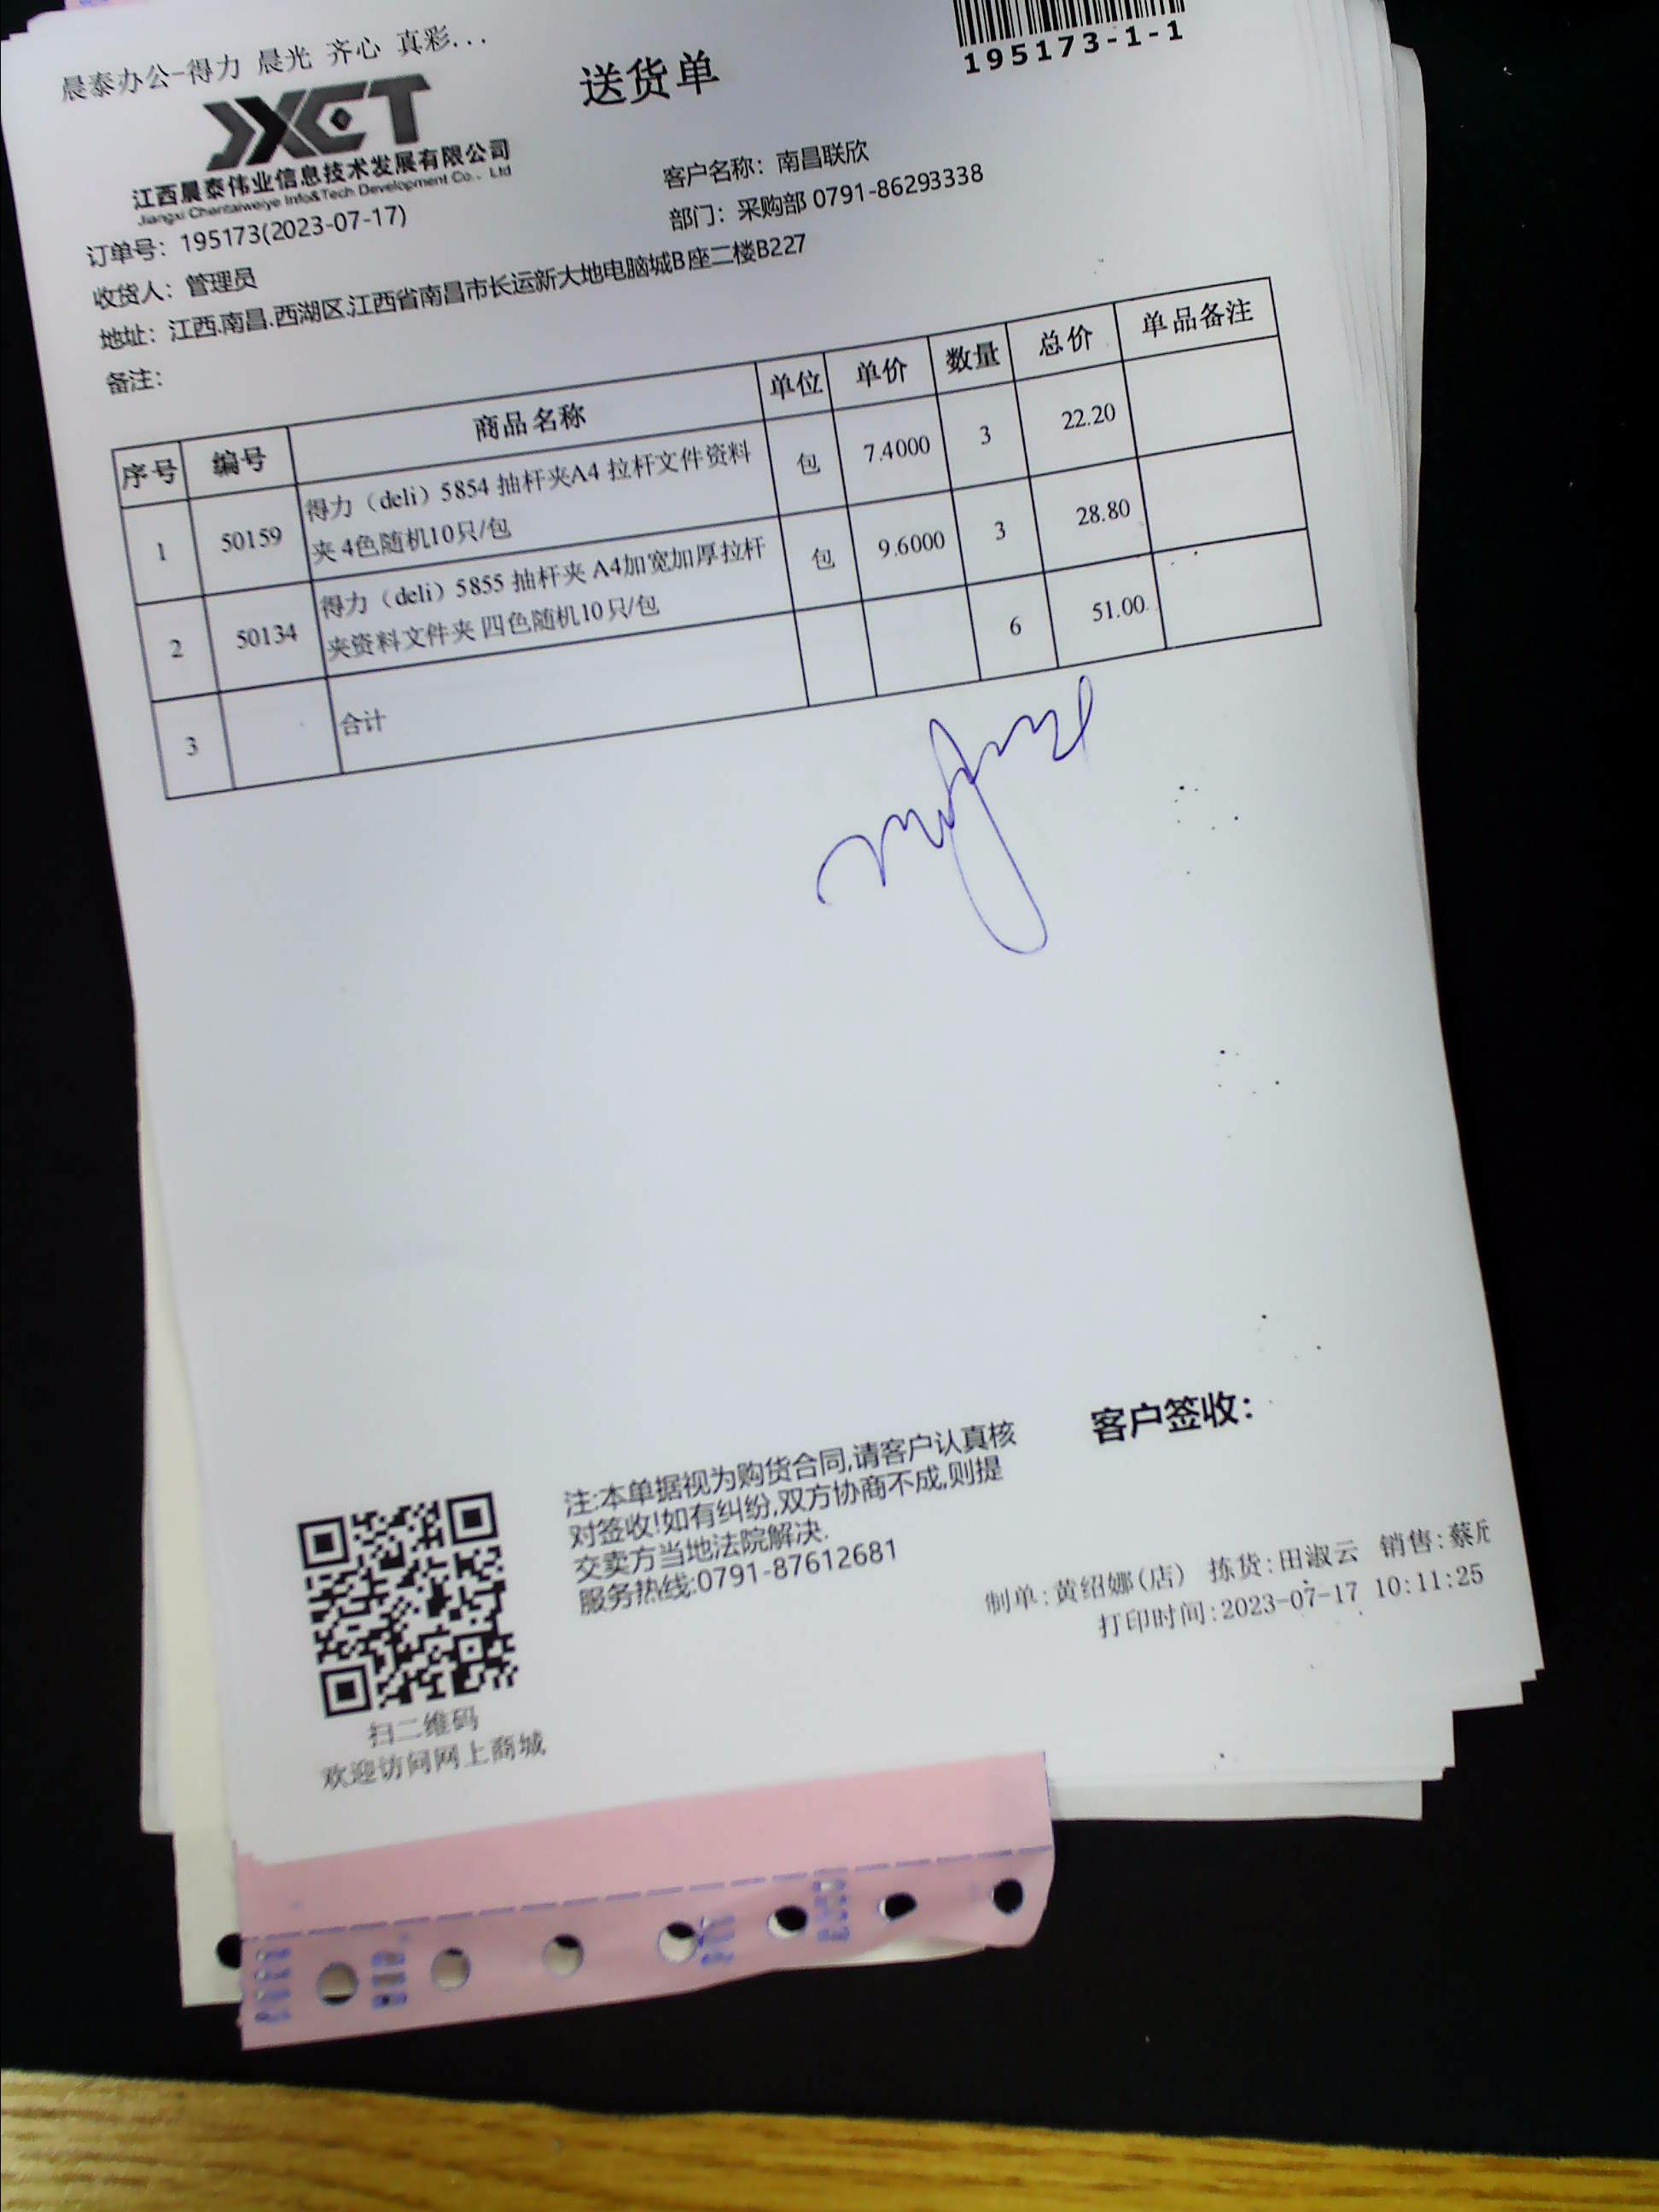 晨泰办公-得力 晨光 齐心 真彩...
送货单
195173-1-1
JXCT
江西晨泰伟业信息技术发展有限公司
Jiangxi Chentaiweiye Info&Tech Development Co., Ltd
客户名称：南昌联欣
订单号：195173(2023-07-17)
部门：采购部 0791-86293338
收货人：管理员
地址：江西.南昌.西湖区.江西省南昌市长运新大地电脑城B座二楼B227
备注：
序号 编号 商品名称 单位 单价 数量 总价 单品备注
1 50159 得力（deli）5854 抽杆夹A4 拉杆文件资料 包 7.4000 3 22.20
夹 4色随机10只/包
2 50134 得力（deli）5855 抽杆夹 A4加宽加厚拉杆 包 9.6000 3 28.80
夹资料文件夹 四色随机10只/包
3 合计 6 51.00
客户签收：
注:本单据视为购货合同,请客户认真核
对签收!如有纠纷,双方协商不成,则提
交卖方当地法院解决.
服务热线:0791-87612681
制单:黄绍娜(店) 拣货:田淑云 销售:蔡
打印时间:2023-07-17 10:11:25
扫二维码
欢迎访问网上商城